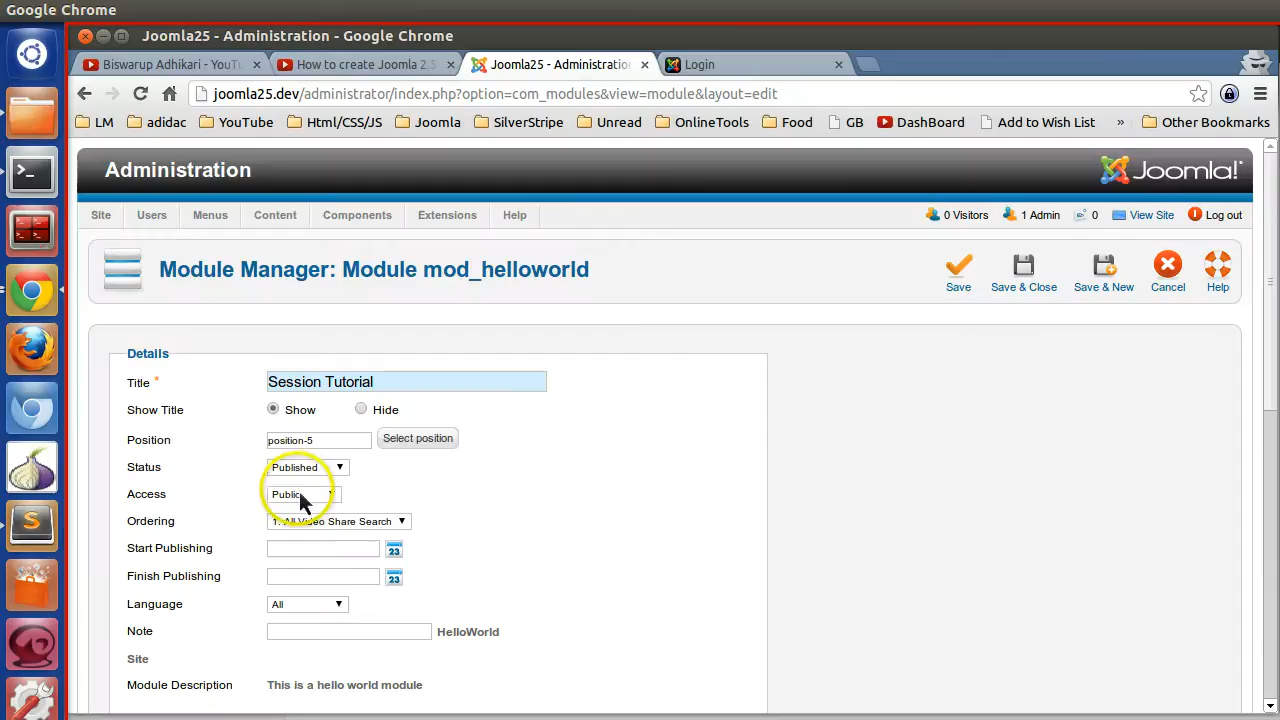 Google Chrome
Joomla25 - Administration - Google Chrome
Biswarup Adhikari - YouTu
How to create Joomla 2.5
Joomla25 - Administration
Login
joomla25.dev/administrator/index.php?option=com_modules&view=module&layout=edit
LM adidac YouTube Html/CSS/JS Joomla SilverStripe Unread OnlineTools Food GB DashBoard Add to Wish List » Other Bookmarks
Administration
Joomla!
Site Users Menus Content Components Extensions Help
0 Visitors 1 Admin 0 View Site Log out
Module Manager: Module mod_helloworld
Save Save & Close Save & New Cancel Help
Details
Title * Session Tutorial
Show Title Show Hide
Position position-5 Select position
Status Published
Access Public
Ordering 1. All Video Share Search
Start Publishing 23
Finish Publishing 23
Language All
Note HelloWorld
Site
Module Description This is a hello world module